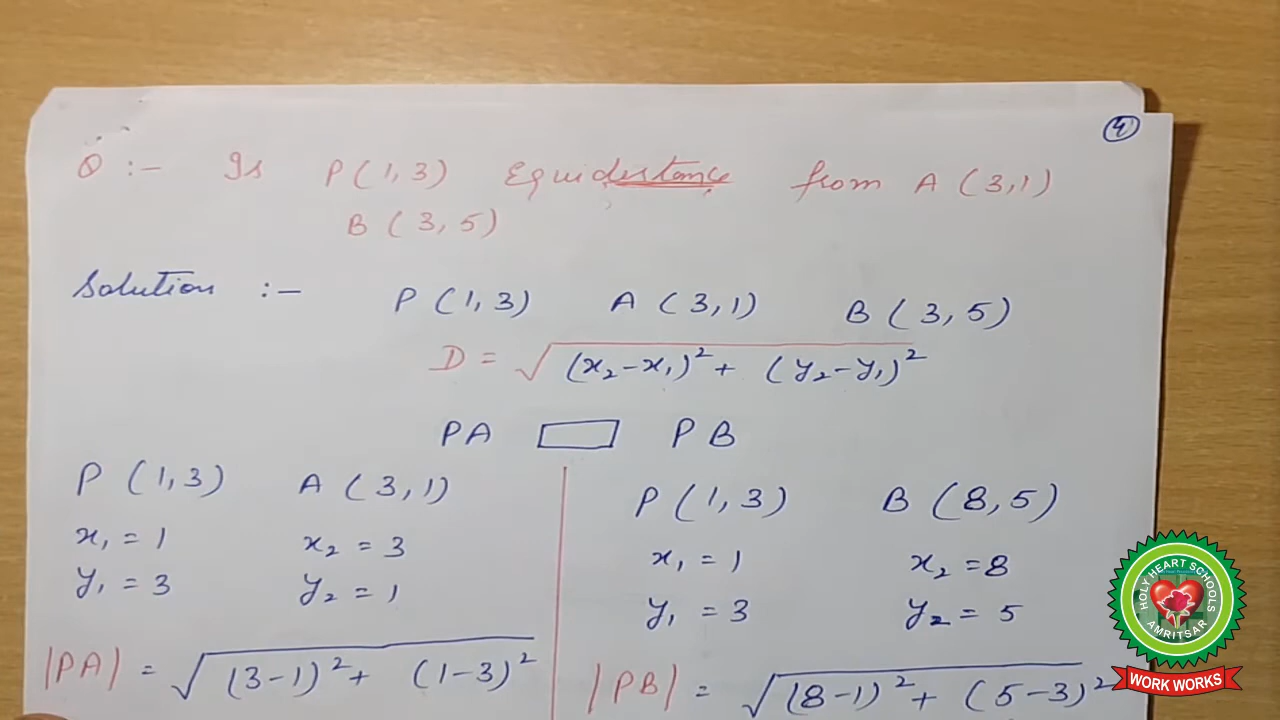 4
Q :- Is P(1,3) Equidistance from A(3,1)
B(3,5)
Solution :- P(1,3) A(3,1) B(3,5)
D = √(x₂-x₁)² + (y₂-y₁)²
PA ▭ PB
P(1,3) A(3,1)
x₁ = 1 x₂ = 3
y₁ = 3 y₂ = 1
|PA| = √(3-1)² + (1-3)²
P(1,3) B(8,5)
x₁ = 1 x₂ = 8
y₁ = 3 y₂ = 5
|PB| = √(8-1)² + (5-3)²
HOLY HEART SCHOOLS
AMRITSAR
WORK WORKS